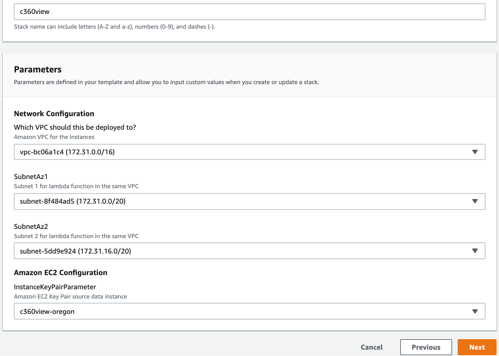 c360view
Stack name can include letters (A-Z and a-z), numbers (0-9), and dashes (-).
Parameters
Parameters are defined in your template and allow you to input custom values when you create or update a stack.
Network Configuration
Which VPC should this be deployed to?
Amazon VPC for the instances
vpc-bc06a1c4 (172.31.0.0/16)
SubnetAz1
Subnet 1 for lambda function in the same VPC
subnet-8f484ad5 (172.31.0.0/20)
SubnetAz2
Subnet 2 for lambda function in the same VPC
subnet-5dd9e924 (172.31.16.0/20)
Amazon EC2 Configuration
InstanceKeyPairParameter
Amazon EC2 Key Pair source data instance
c360view-oregon
Cancel Previous Next